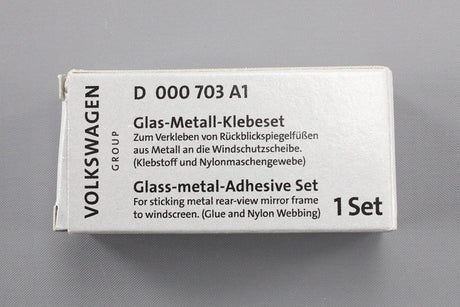 VOLKSWAGEN
GROUP
D 000 703 A1
Glas-Metall-Klebeset
Zum Verkleben von Rückblickspiegelfüßen
aus Metall an die Windschutzscheibe.
(Klebstoff und Nylonmaschengewebe)
Glass-metal-Adhesive Set
For sticking metal rear-view mirror frame
to windscreen. (Glue and Nylon Webbing)
1 Set